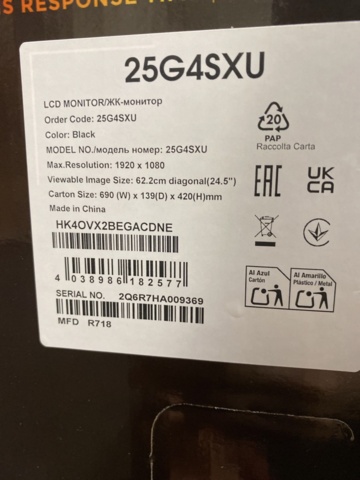 S RESPONSE
25G4SXU
LCD MONITOR/ЖК-монитор
Order Code: 25G4SXU
Color: Black
MODEL NO./модель номер: 25G4SXU
Max.Resolution: 1920 x 1080
Viewable Image Size: 62.2cm diagonal(24.5")
Carton Size: 690 (W) x 139(D) x 420(H)mm
Made in China
HK4OVX2BEGACDNE
4 038986 182577
SERIAL NO. 2Q6R7HA009369
MFD R718
20
PAP
Raccolta Carta
EAC
UK
CA
Al Azul
Cartón
Al Amarillo
Plástico / Metal